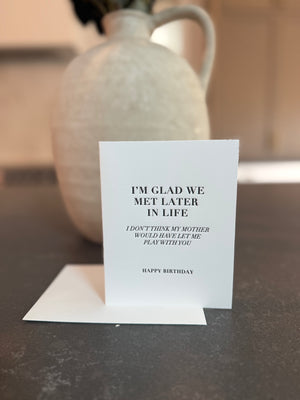 I'M GLAD WE
MET LATER
IN LIFE
I DON'T THINK MY MOTHER
WOULD HAVE LET ME
PLAY WITH YOU
HAPPY BIRTHDAY